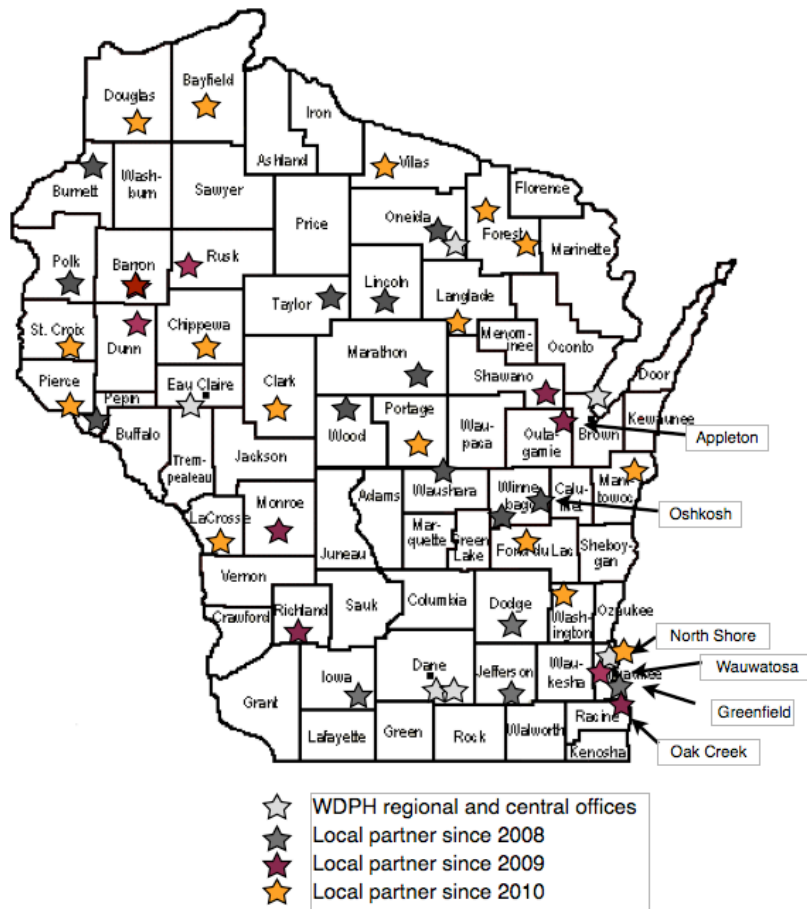 Bayfield
Douglas
Iron
Ashland
Vilas
Burnett
Wash-
burn
Sawyer
Florence
Price
Oneida
Forest
Marinette
Polk
Barron
Rusk
Lincoln
Taylor
Langlade
St. Croix
Dunn
Chippewa
Menom-
inee
Oconto
Marathon
Shawano
Door
Pierce
Pepin
Eau Claire
Clark
Portage
Kewaunee
Buffalo
Wood
Wau-
paca
Outa-
gamie
Brown
Appleton
Tremp-
pealeau
Jackson
Adams
Waushara
Winne
bago
Calu-
met
Mani
towoc
Oshkosh
LaCrosse
Monroe
Juneau
Mar-
quette
Green
Lake
Fond du Lac
Sheboy-
gan
Vernon
Columbia
Dodge
Wash-
ington
Ozaukee
Crawford
Richland
Sauk
North Shore
Iowa
Dane
Jefferson
Wau-
kesha
Wauwatosa
Grant
Greenfield
Lafayette
Green
Rock
Walworth
Racine
Oak Creek
Kenosha
WDPH regional and central offices
Local partner since 2008
Local partner since 2009
Local partner since 2010